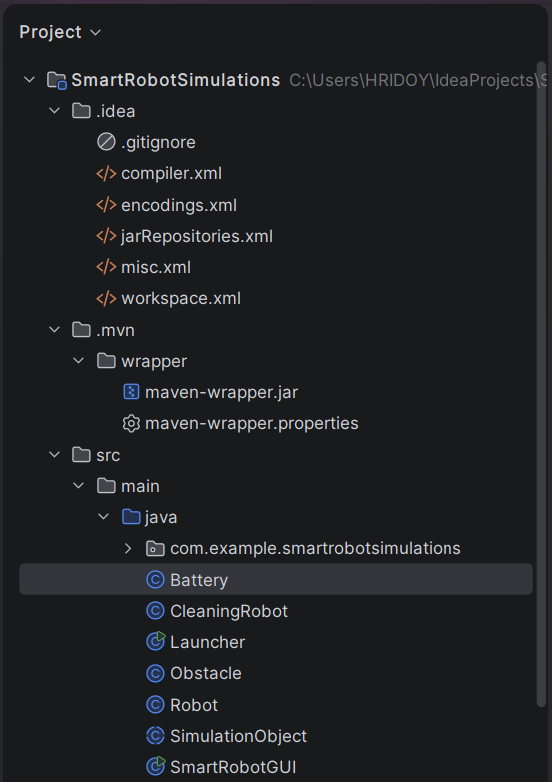 Project
SmartRobotSimulations C:\Users\HRIDOY\IdeaProjects\S
.idea
.gitignore
compiler.xml
encodings.xml
jarRepositories.xml
misc.xml
workspace.xml
.mvn
wrapper
maven-wrapper.jar
maven-wrapper.properties
src
main
java
com.example.smartrobotsimulations
Battery
CleaningRobot
Launcher
Obstacle
Robot
SimulationObject
SmartRobotGUI